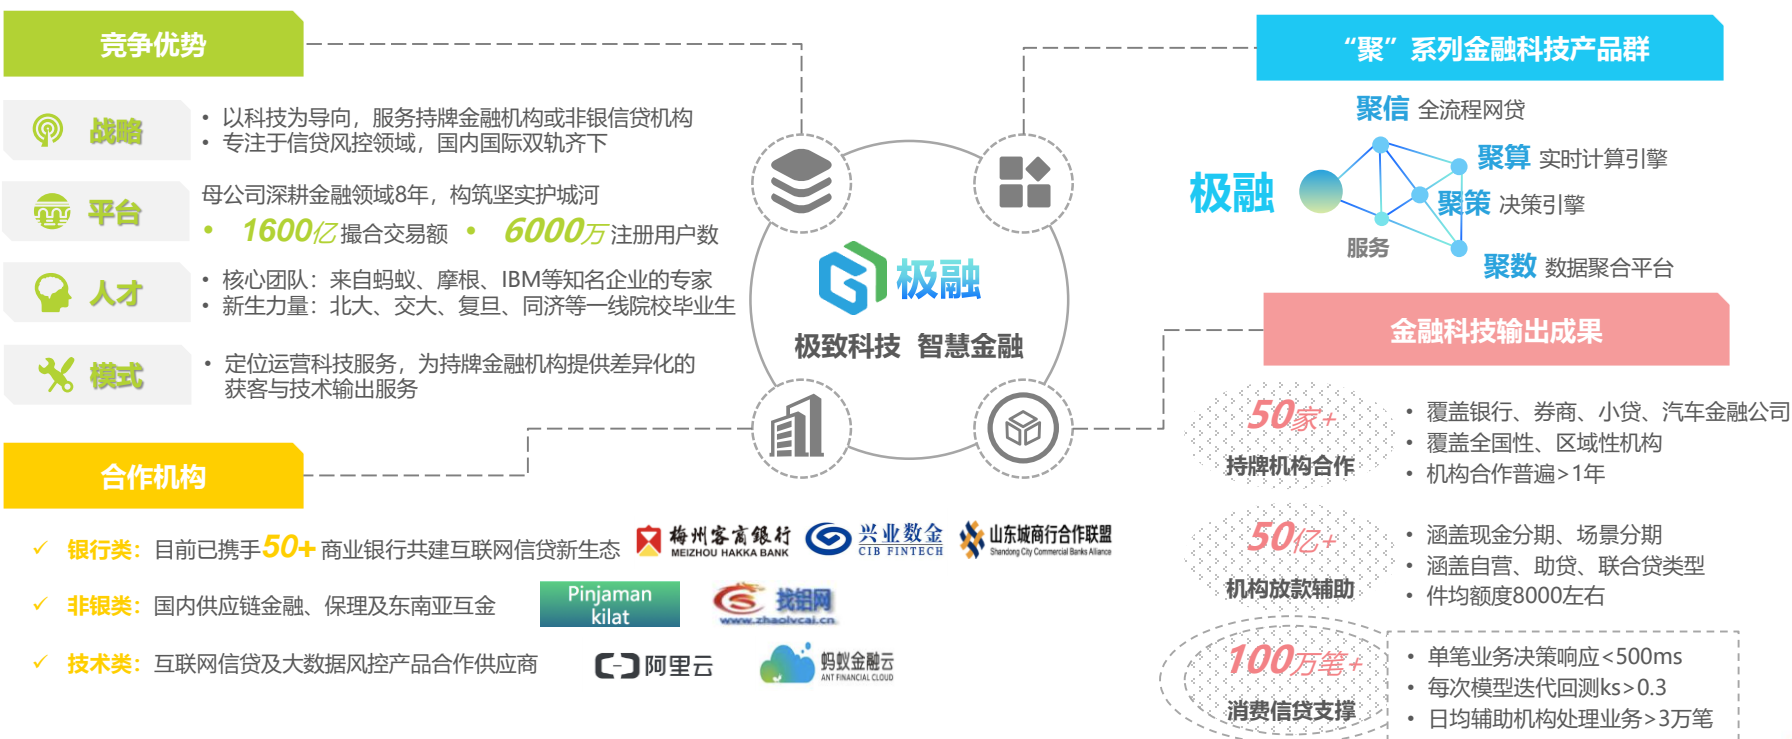 竞争优势
战略
• 以科技为导向，服务持牌金融机构或非银信贷机构
• 专注于信贷风控领域，国内国际双轨齐下
平台
母公司深耕金融领域8年，构筑坚实护城河
• 1600亿撮合交易额 • 6000万注册用户数
人才
• 核心团队：来自蚂蚁、摩根、IBM等知名企业的专家
• 新生力量：北大、交大、复旦、同济等一线院校毕业生
模式
• 定位运营科技服务，为持牌金融机构提供差异化的
获客与技术输出服务
合作机构
✓ 银行类：目前已携手50+商业银行共建互联网信贷新生态
梅州客商银行
MEIZHOU HAKKA BANK
兴业数金
CIB FINTECH
山东城商行合作联盟
Shandong City Commercial Banks Alliance
✓ 非银类：国内供应链金融、保理及东南亚互金
Pinjaman
kilat
找铝网
www.zhaolvcai.cn
✓ 技术类：互联网信贷及大数据风控产品合作供应商
阿里云
蚂蚁金融云
ANT FINANCIAL CLOUD
极融
极致科技 智慧金融
“聚”系列金融科技产品群
聚信 全流程网贷
聚算 实时计算引擎
极融
聚策 决策引擎
服务
聚数 数据聚合平台
金融科技输出成果
50家+
持牌机构合作
• 覆盖银行、券商、小贷、汽车金融公司
• 覆盖全国性、区域性机构
• 机构合作普遍>1年
50亿+
机构放款辅助
• 涵盖现金分期、场景分期
• 涵盖自营、助贷、联合贷类型
• 件均额度8000左右
100万笔+
消费信贷支撑
• 单笔业务决策响应<500ms
• 每次模型迭代回测ks>0.3
• 日均辅助机构处理业务>3万笔